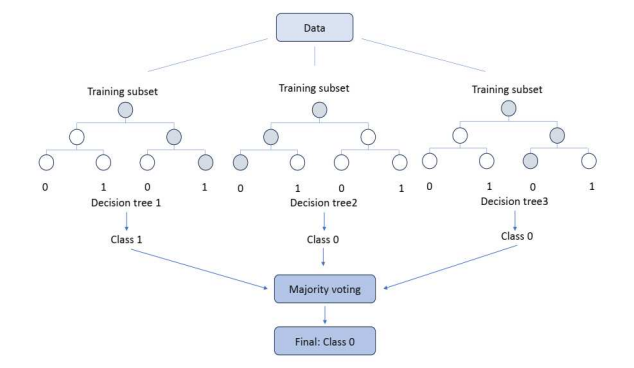 Data
Training subset
Training subset
Training subset
0 1 0 1
0 1 0 1
0 1 0 1
Decision tree 1
Decision tree2
Decision tree3
Class 1
Class 0
Class 0
Majority voting
Final: Class 0